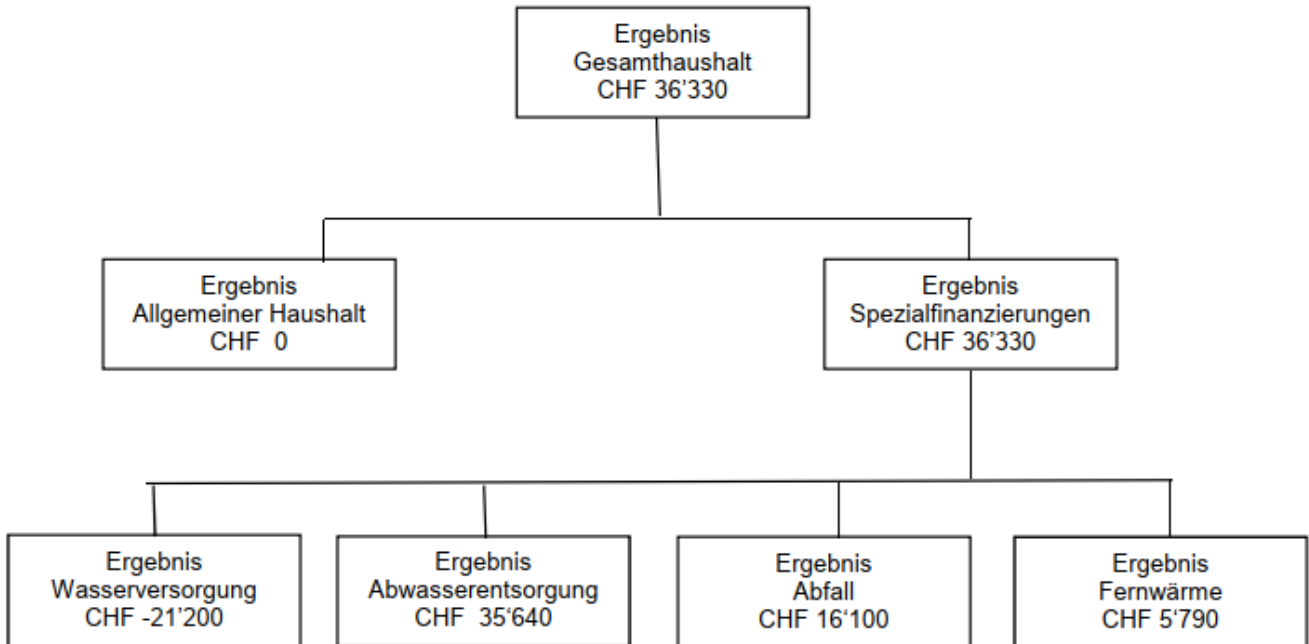 Ergebnis
Gesamthaushalt
CHF 36’330
Ergebnis
Allgemeiner Haushalt
CHF  0
Ergebnis
Spezialfinanzierungen
CHF 36’330
Ergebnis
Wasserversorgung
CHF -21’200
Ergebnis
Abwasserentsorgung
CHF  35‘640
Ergebnis
Abfall
CHF 16‘100
Ergebnis
Fernwärme
CHF 5’790